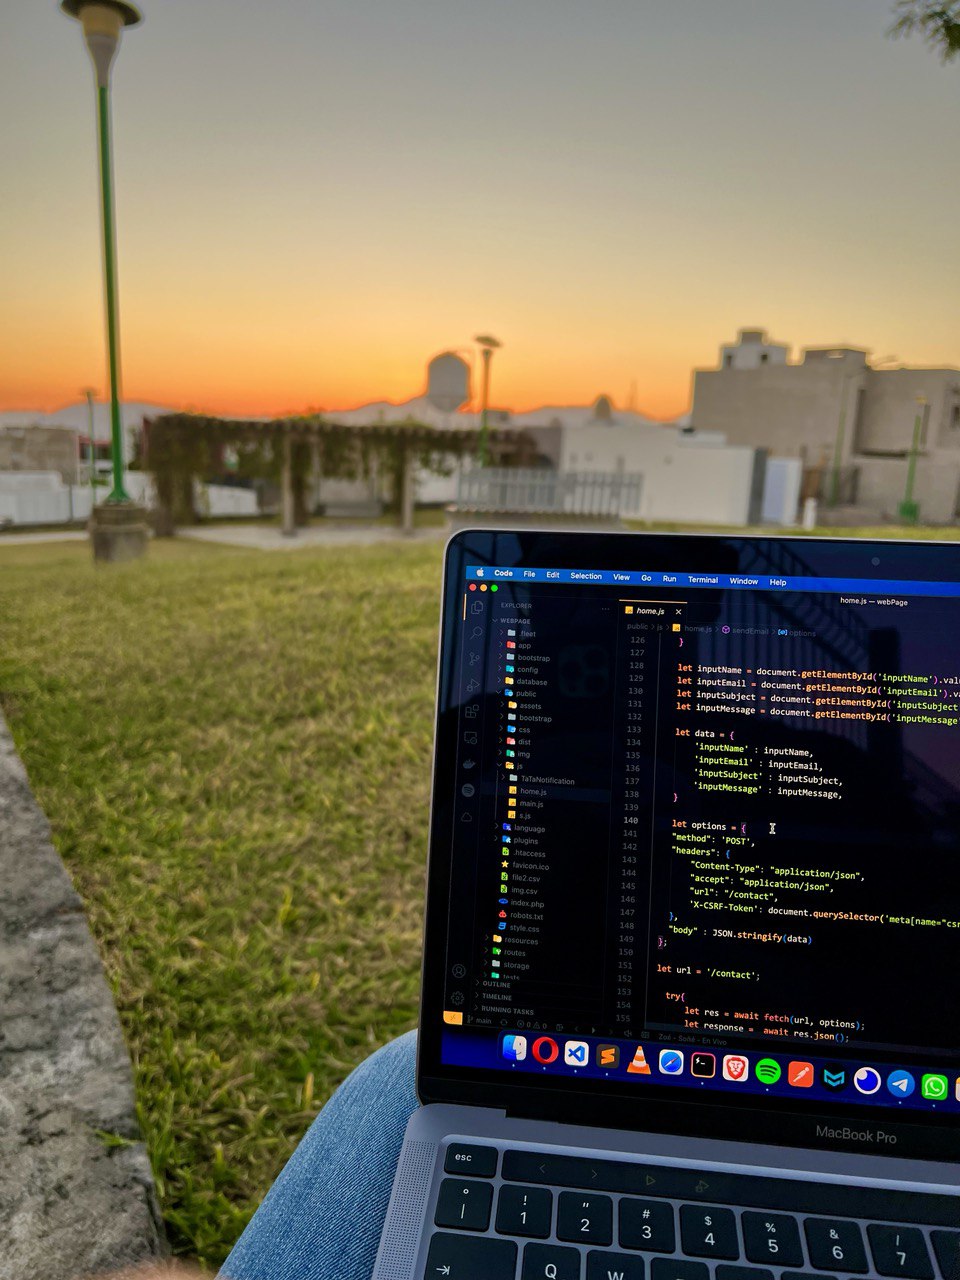 Code File Edit Selection View Go Run Terminal Window Help
home.js — webPage
EXPLORER
WEBPAGE
.fleet
app
bootstrap
config
database
public
assets
bootstrap
css
dist
img
js
TaTaNotification
home.js
main.js
s.js
language
plugins
.htaccess
favicon.ico
file2.csv
img.csv
index.php
robots.txt
style.css
resources
routes
storage
tests
OUTLINE
TIMELINE
RUNNING TASKS
main
0 0
home.js
public > js > home.js > sendEmail > options
126 }
127
128 let inputName = document.getElementById('inputName').valu
129 let inputEmail = document.getElementById('inputEmail').va
130 let inputSubject = document.getElementById('inputSubject
131 let inputMessage = document.getElementById('inputMessage'
132
133 let data = {
134 'inputName' : inputName,
135 'inputEmail' : inputEmail,
136 'inputSubject' : inputSubject,
137 'inputMessage' : inputMessage,
138 }
139
140 let options = {
141 "method": 'POST',
142 "headers": {
143 "Content-Type": "application/json",
144 "accept": "application/json",
145 "url": "/contact",
146 'X-CSRF-Token': document.querySelector('meta[name="csr
147 },
148 "body" : JSON.stringify(data)
149 };
150
151 let url = '/contact';
152
153 try{
154 let res = await fetch(url, options);
155 let response = await res.json();
Zoé - Soñé - En Vivo
MacBook Pro
esc
! " # $ % & /
1 2 3 4 5 6 7
Q W